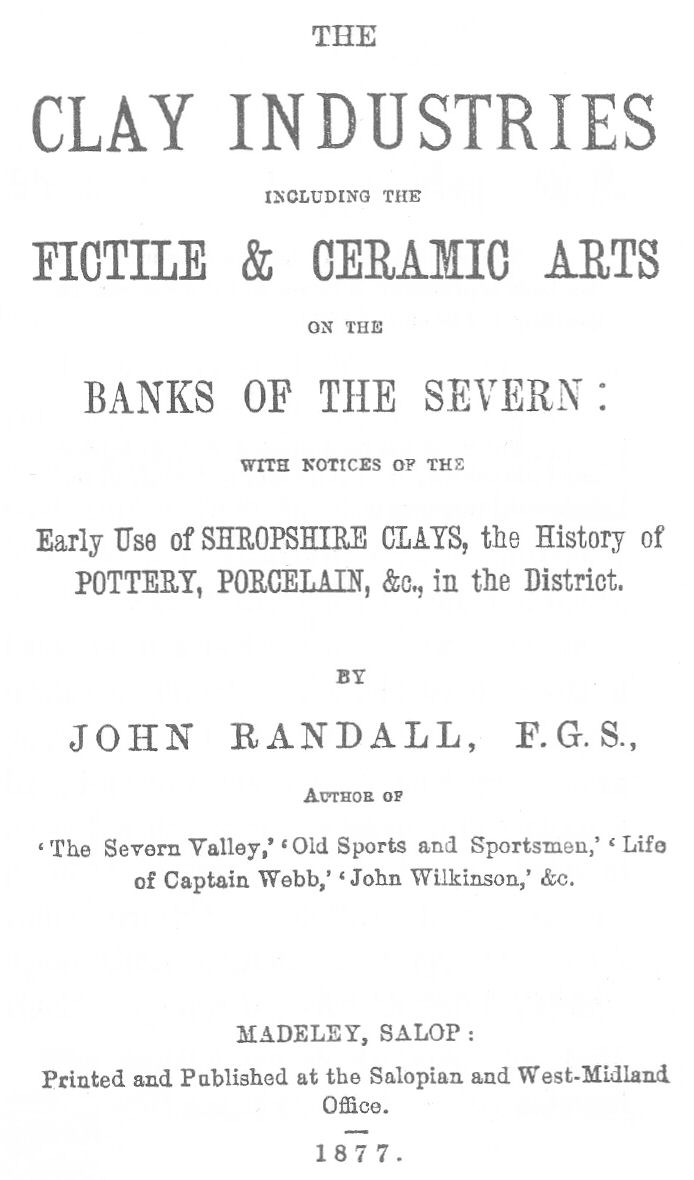 THE
CLAY INDUSTRIES
INCLUDING THE
FICTILE & CERAMIC ARTS
ON THE
BANKS OF THE SEVERN:
WITH NOTICES OF THE
Early Use of SHROPSHIRE CLAYS, the History of
POTTERY, PORCELAIN, &c., in the District.
BY
JOHN RANDALL, F.G.S.,
AUTHOR OF
‘The Severn Valley,’ ‘Old Sports and Sportsmen,’ ‘Life
of Captain Webb,’ ‘John Wilkinson,’ &c.
MADELEY, SALOP:
Printed and Published at the Salopian and West-Midland
Office.
1877.